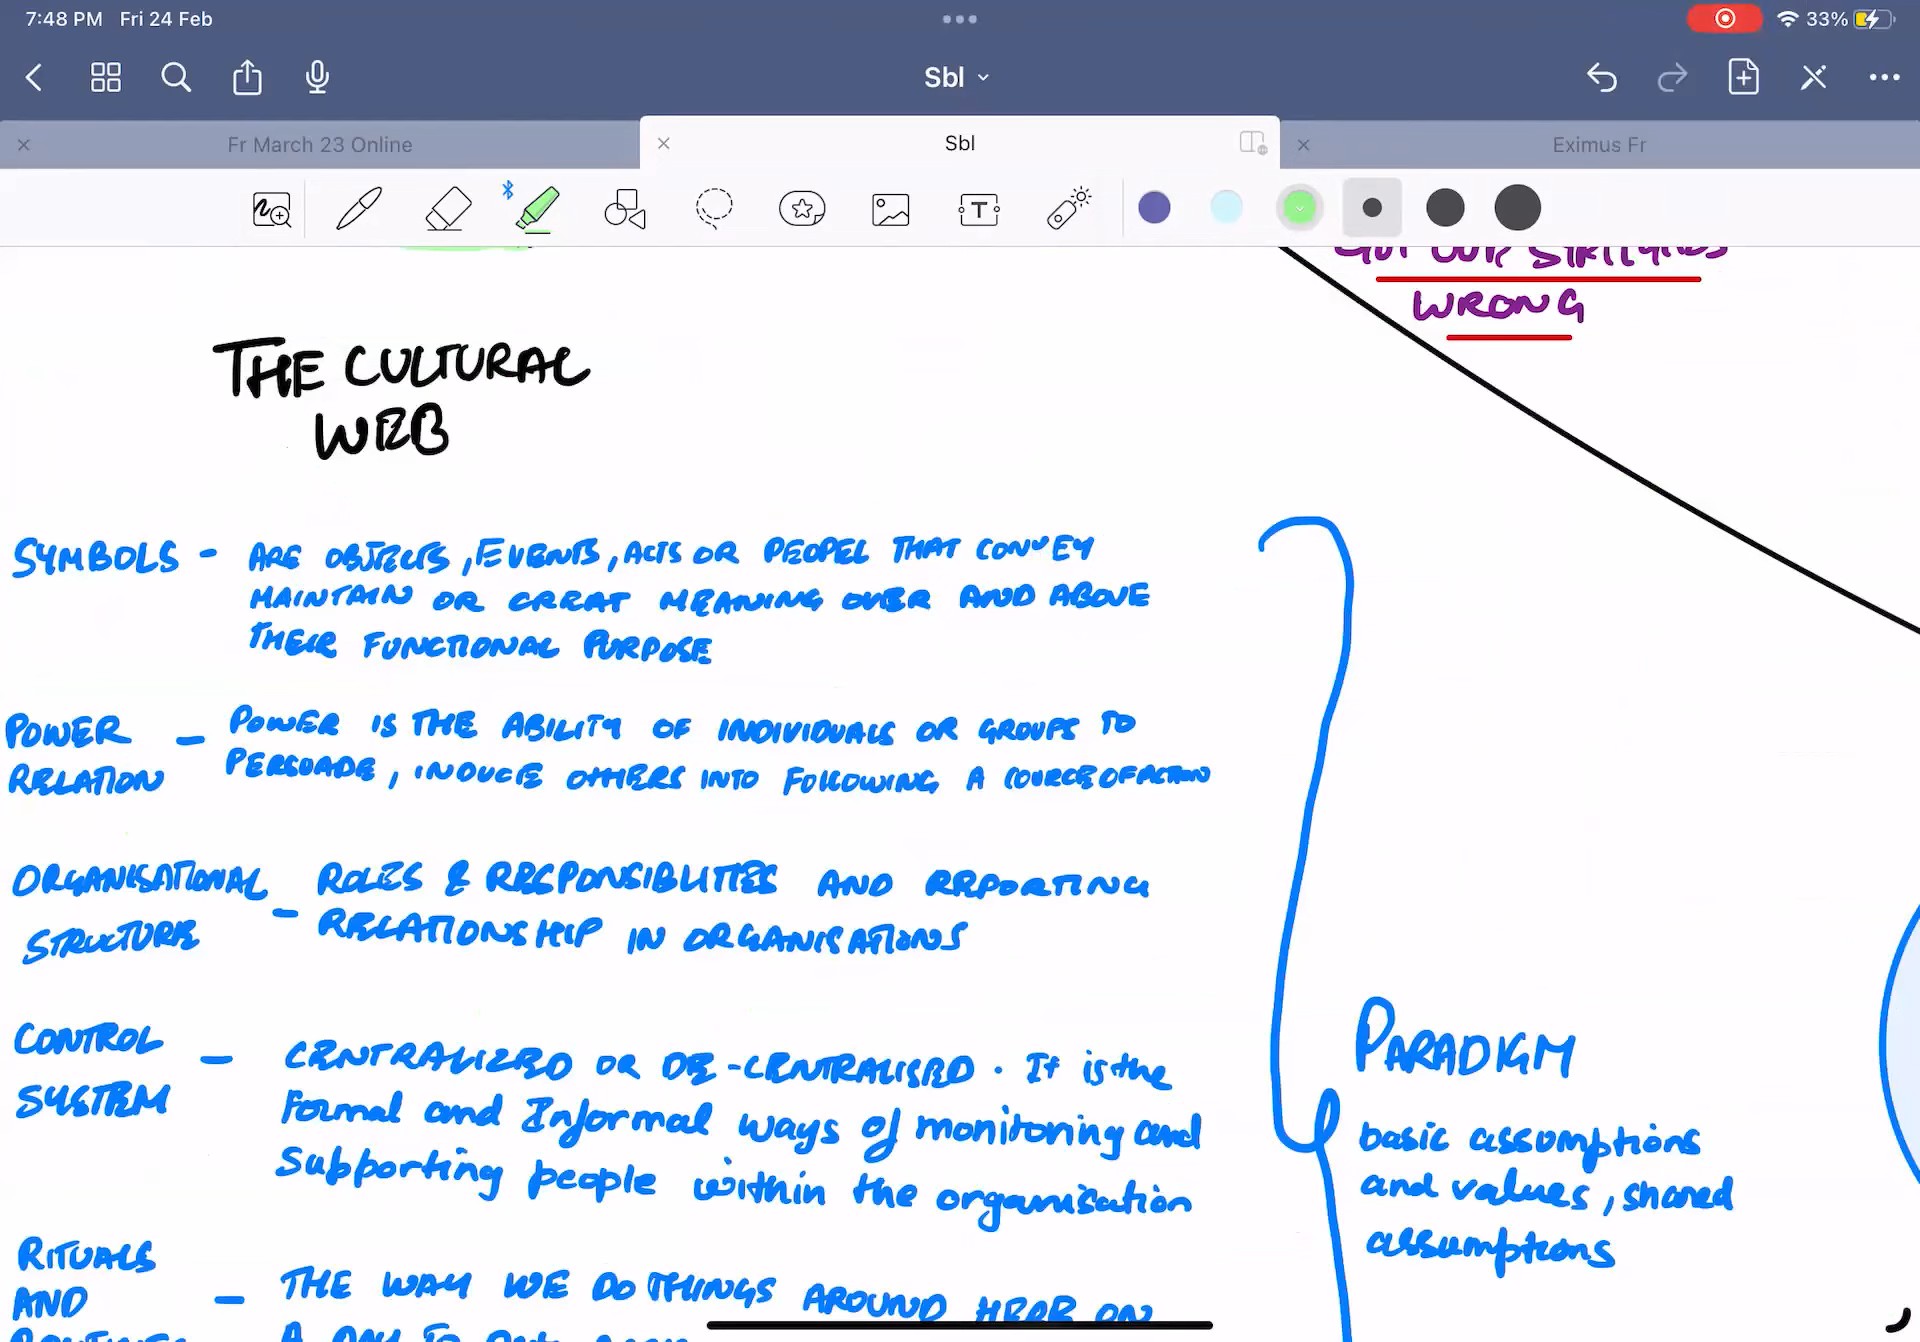 7:48 PM Fri 24 Feb
33%
Sbl
Fr March 23 Online
Sbl
Eximus Fr
T
WRONG
THE CULTURAL
WEB
SYMBOLS - ARE OBJECTS, EVENTS, ACTS OR PEOPEL THAT CONVEY
MAINTAIN OR CREAT MEANING OVER AND ABOVE
THEIR FUNCTIONAL PURPOSE
POWER
RELATION
- POWER IS THE ABILITY OF INDIVIDUALS OR GROUPS TO
PERSUADE, INDUCE OTHERS INTO FOLLOWING A COURCE OF ACTION
ORGANISATIONAL
STRUCTURE
- ROLES & RESPONSIBLITIES AND REPORTING
RELATIONSHIP IN ORGANISATIONS
CONTROL
SYSTEM
- CENTRALIZED OR DE-CENTRALISED. It is the
Formal and Informal ways of monitoring and
Supporting people within the organisation
PARADIGM
basic assumptions
and values, shared
assumptions
RITUALS
AND
- THE WAY WE DO THINGS AROUND HERE ON